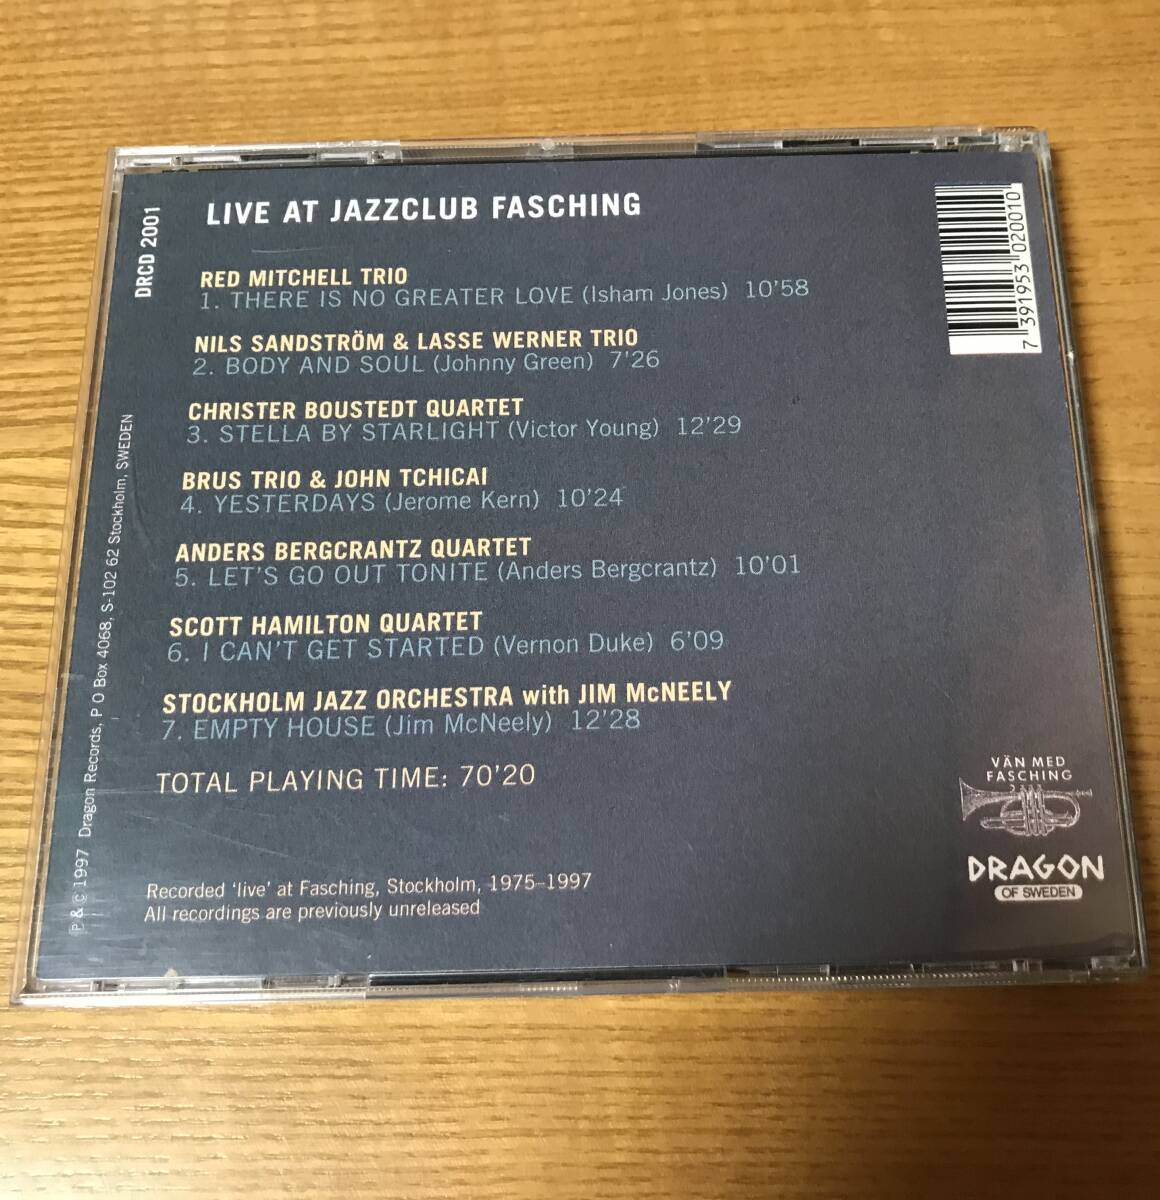 LIVE AT JAZZCLUB FASCHING
RED MITCHELL TRIO
1. THERE IS NO GREATER LOVE (Isham Jones) 10'58
NILS SANDSTRÖM & LASSE WERNER TRIO
2. BODY AND SOUL (Johnny Green) 7'26
CHRISTER BOUSTEDT QUARTET
3. STELLA BY STARLIGHT (Victor Young) 12'29
BRUS TRIO & JOHN TCHICAI
4. YESTERDAYS (Jerome Kern) 10'24
ANDERS BERGCRANTZ QUARTET
5. LET'S GO OUT TONITE (Anders Bergcrantz) 10'01
SCOTT HAMILTON QUARTET
6. I CAN'T GET STARTED (Vernon Duke) 6'09
STOCKHOLM JAZZ ORCHESTRA with JIM McNEELY
7. EMPTY HOUSE (Jim McNeely) 12'28
TOTAL PLAYING TIME: 70'20
Recorded 'live' at Fasching, Stockholm, 1975–1997
All recordings are previously unreleased
DRCD 2001
P & © 1997 Dragon Records, P O Box 4068, S-102 62 Stockholm, SWEDEN
7 391953 020010
VÄN MED
FASCHING
DRAGON
OF SWEDEN